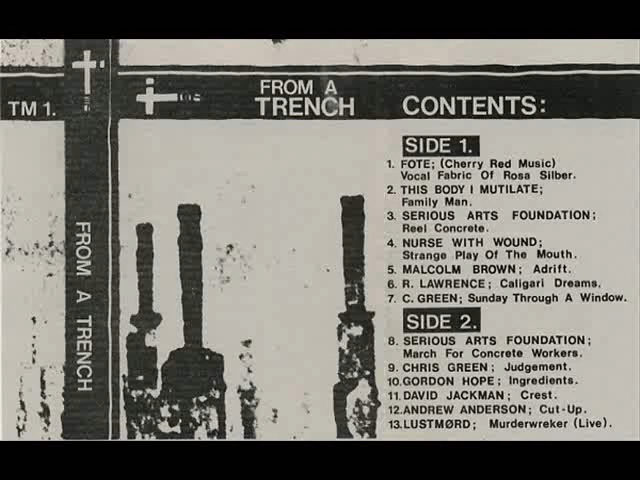 TM 1.
FROM A TRENCH
FROM A
TRENCH
CONTENTS:
SIDE 1.
1. FOTE; (Cherry Red Music)
Vocal Fabric Of Rosa Silber.
2. THIS BODY I MUTILATE;
Family Man.
3. SERIOUS ARTS FOUNDATION;
Reel Concrete.
4. NURSE WITH WOUND;
Strange Play Of The Mouth.
5. MALCOLM BROWN; Adrift.
6. R. LAWRENCE; Caligari Dreams.
7. C. GREEN; Sunday Through A Window.
SIDE 2.
8. SERIOUS ARTS FOUNDATION;
March For Concrete Workers.
9. CHRIS GREEN; Judgement.
10. GORDON HOPE; Ingredients.
11. DAVID JACKMAN; Crest.
12. ANDREW ANDERSON; Cut-Up.
13. LUSTMØRD; Murderwreker (Live).